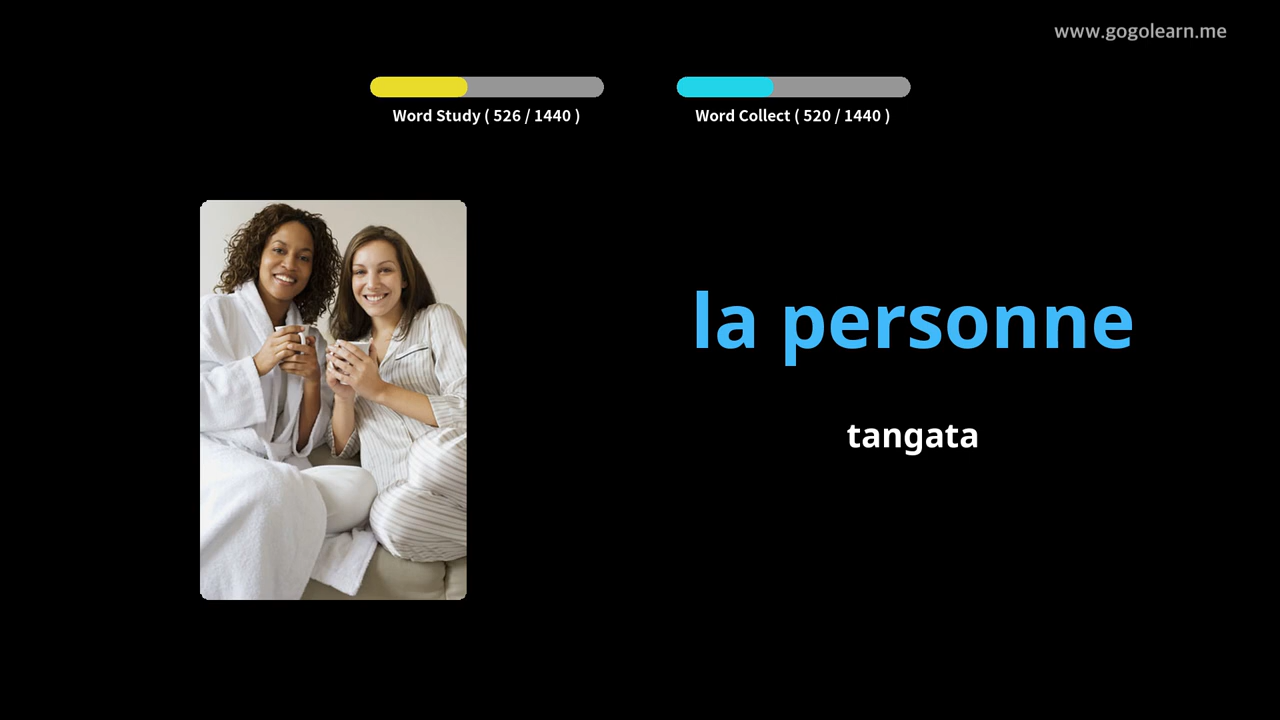 www.gogolearn.me
Word Study ( 526 / 1440 )
Word Collect ( 520 / 1440 )
la personne
tangata